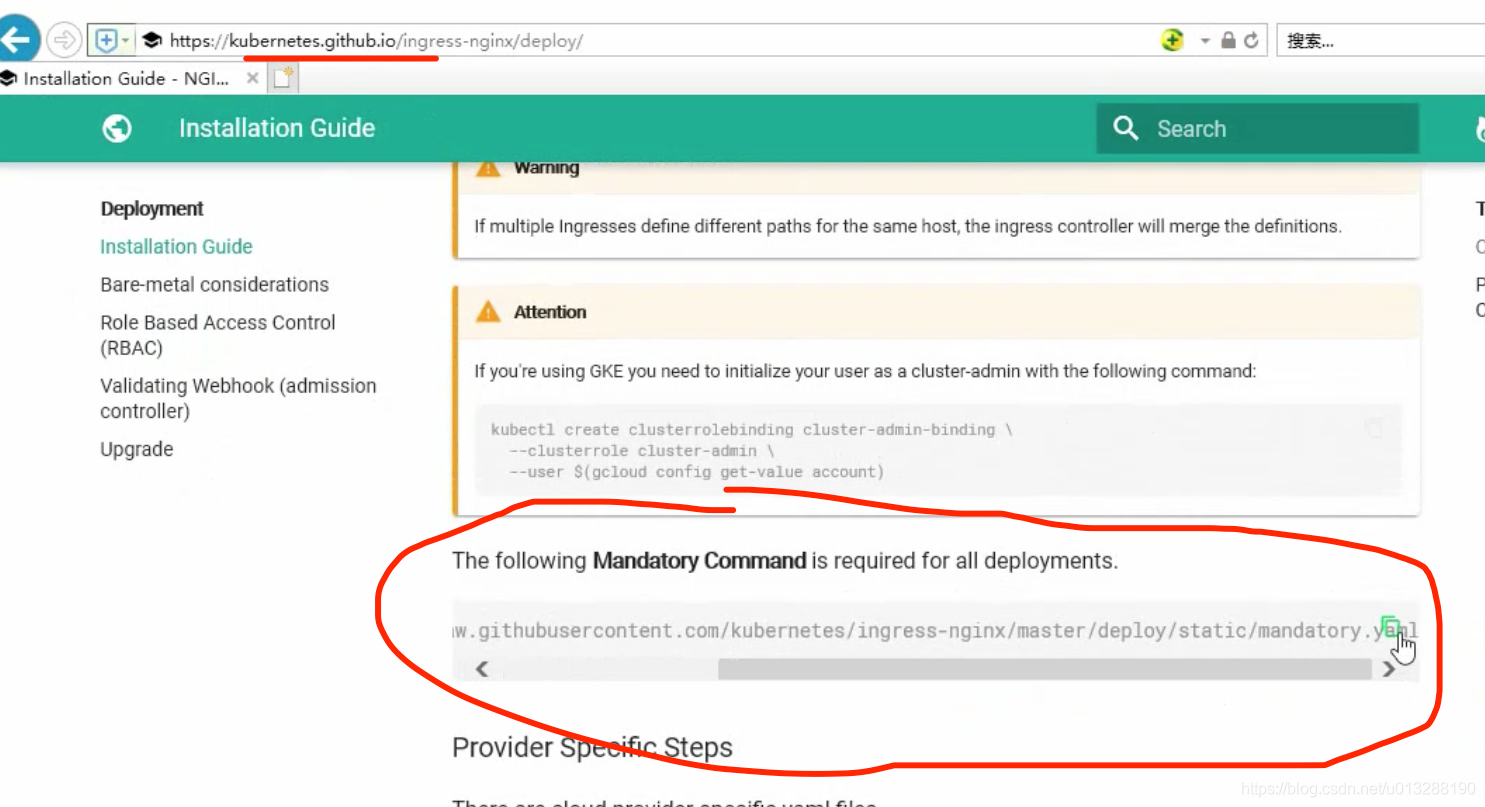 https://kubernetes.github.io/ingress-nginx/deploy/
搜索...
Installation Guide - NGI...
Installation Guide
Search
Deployment
Installation Guide
Bare-metal considerations
Role Based Access Control
(RBAC)
Validating Webhook (admission
controller)
Upgrade
Warning
If multiple Ingresses define different paths for the same host, the ingress controller will merge the definitions.
Attention
If you're using GKE you need to initialize your user as a cluster-admin with the following command:
kubectl create clusterrolebinding cluster-admin-binding \
--clusterrole cluster-admin \
--user $(gcloud config get-value account)
The following Mandatory Command is required for all deployments.
w.githubusercontent.com/kubernetes/ingress-nginx/master/deploy/static/mandatory.yaml
Provider Specific Steps
There are cloud provider specific yaml files
https://blog.csdn.net/u013288190